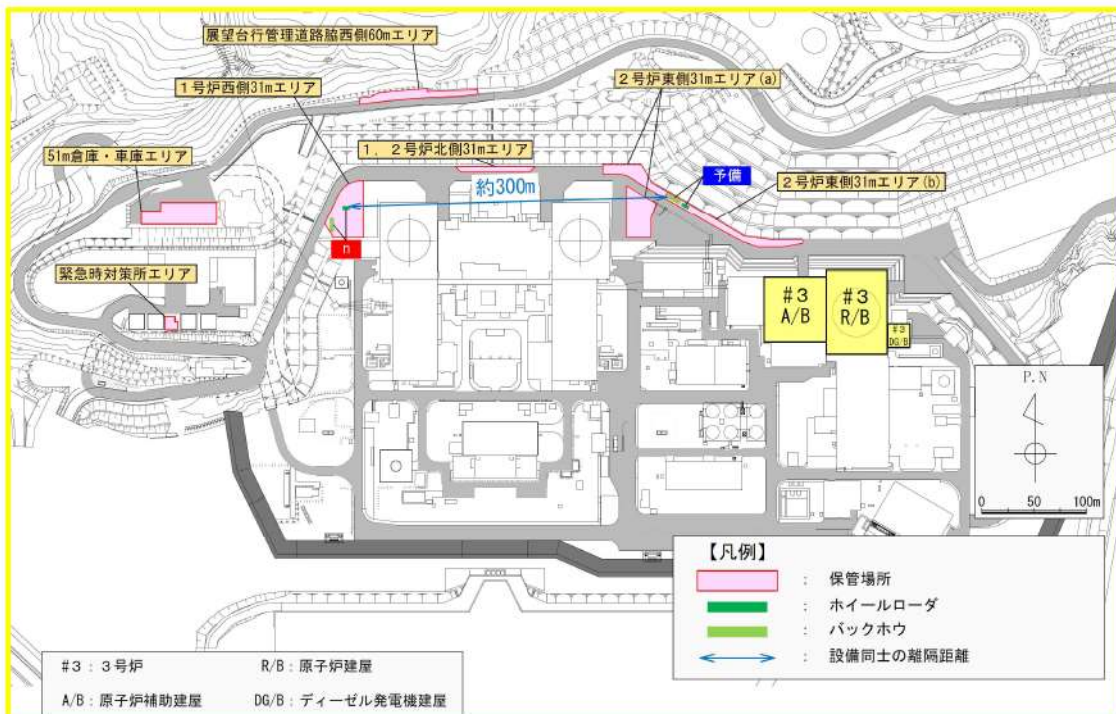 展望台行管理道路脇西側60mエリア
1号炉西側31mエリア
2号炉東側31mエリア(a)
51m倉庫・車庫エリア
1，2号炉北側31mエリア
予備
約300m
2号炉東側31mエリア(b)
n
緊急時対策所エリア
#3
A/B
#3
R/B
#3
DG/B
P.N
0 50 100m
【凡例】
： 保管場所
： ホイールローダ
： バックホウ
： 設備同士の離隔距離
#3：3号炉
R/B：原子炉建屋
A/B：原子炉補助建屋
DG/B：ディーゼル発電機建屋